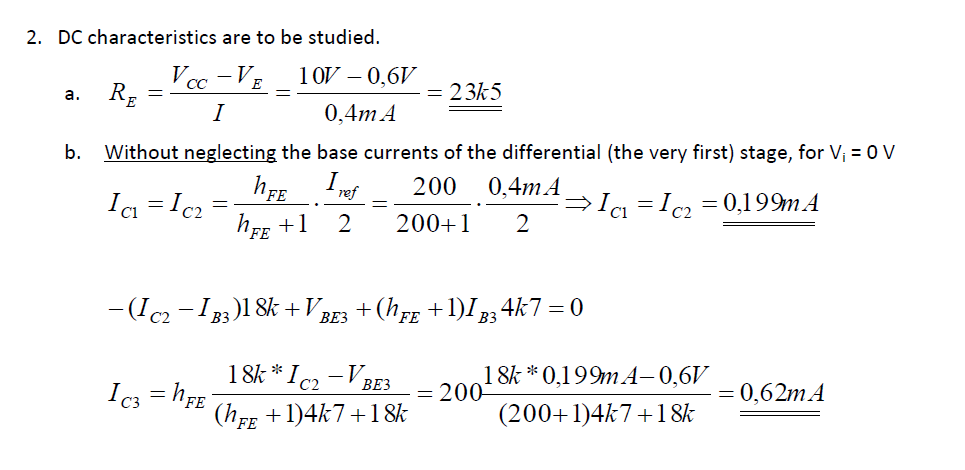 2. DC characteristics are to be studied.
a. R_E = (V_CC − V_E) / I = (10V − 0,6V) / 0,4mA = 23k5
b. Without neglecting the base currents of the differential (the very first) stage, for V_i = 0 V
I_C1 = I_C2 = h_FE / (h_FE + 1) · I_ref / 2 = 200 / (200+1) · 0,4mA / 2 ⇒ I_C1 = I_C2 = 0,199mA
−(I_C2 − I_B3)18k + V_BE3 + (h_FE + 1)I_B3 4k7 = 0
I_C3 = h_FE (18k * I_C2 − V_BE3) / ((h_FE + 1)4k7 + 18k) = 200 (18k * 0,199mA − 0,6V) / ((200+1)4k7 + 18k) = 0,62mA